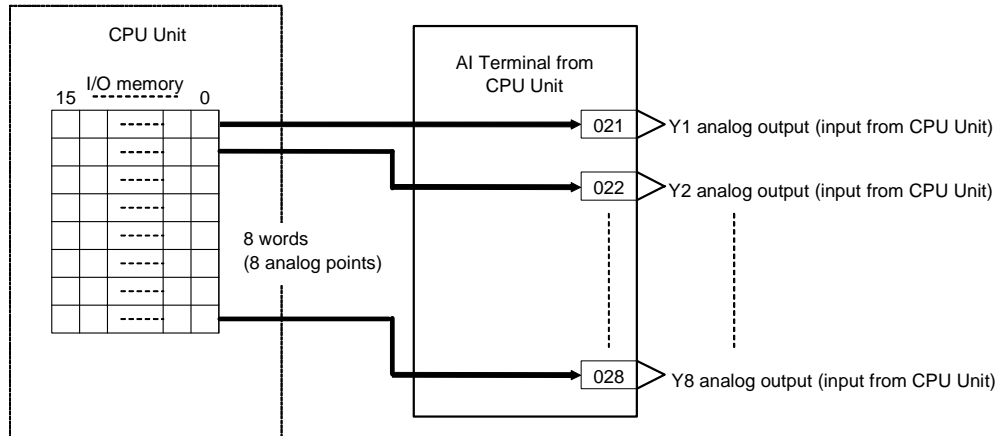 CPU Unit
I/O memory
15
0
8 words
(8 analog points)
AI Terminal from
CPU Unit
021
Y1 analog output (input from CPU Unit)
022
Y2 analog output (input from CPU Unit)
028
Y8 analog output (input from CPU Unit)